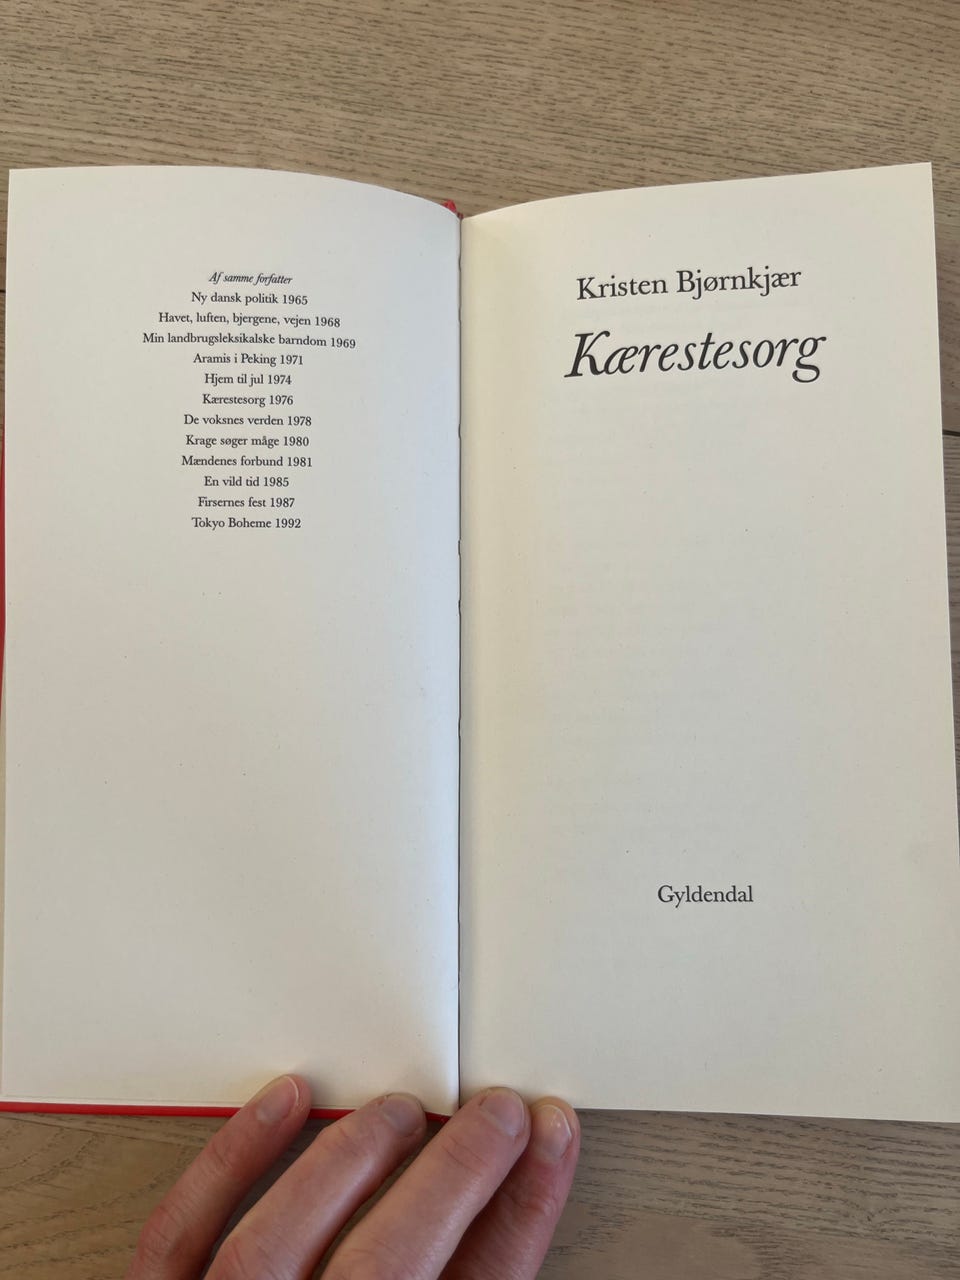 Af samme forfatter
Ny dansk politik 1965
Havet, luften, bjergene, vejen 1968
Min landbrugsleksikalske barndom 1969
Aramis i Peking 1971
Hjem til jul 1974
Kærestesorg 1976
De voksnes verden 1978
Krage søger måge 1980
Mændenes forbund 1981
En vild tid 1985
Firsernes fest 1987
Tokyo Boheme 1992
Kristen Bjørnkjær
Kærestesorg
Gyldendal